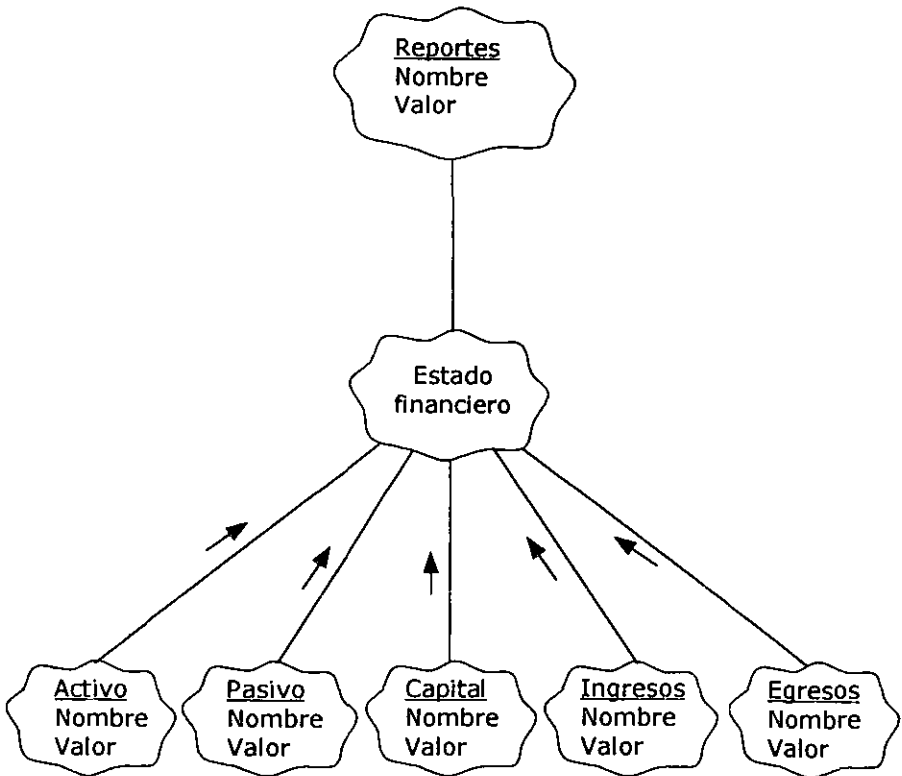 Reportes
Nombre
Valor
Estado
financiero
Activo
Nombre
Valor
Pasivo
Nombre
Valor
Capital
Nombre
Valor
Ingresos
Nombre
Valor
Egresos
Nombre
Valor